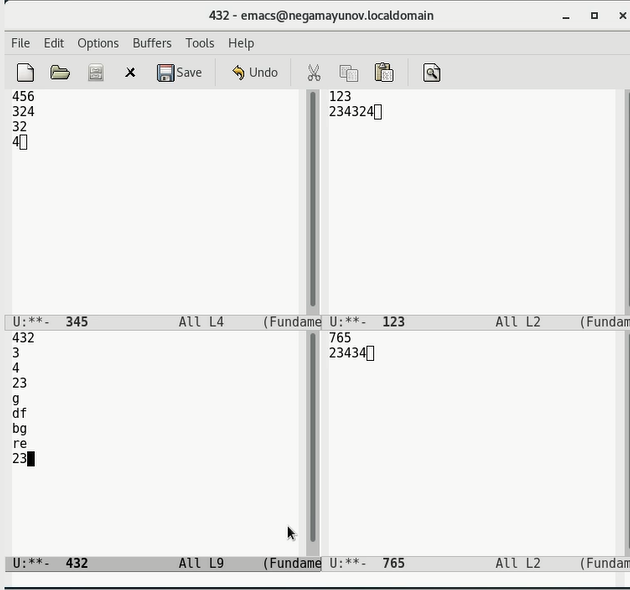 432 - emacs@negamayunov.localdomain
File Edit Options Buffers Tools Help
Save Undo
456
324
32
4
U:**- 345 All L4 (Fundame
123
234324
U:**- 123 All L2 (Fundam
432
3
4
23
g
df
bg
re
23
U:**- 432 All L9 (Fundame
765
23434
U:**- 765 All L2 (Fundam